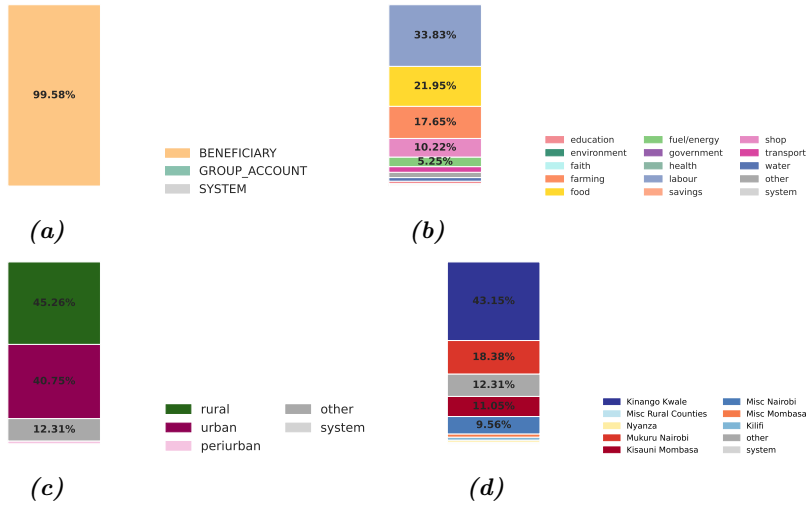 99.58%
BENEFICIARY
GROUP_ACCOUNT
SYSTEM
(a)
33.83%
21.95%
17.65%
10.22%
5.25%
education fuel/energy shop
environment government transport
faith health water
farming labour other
food savings system
(b)
45.26%
40.75%
12.31%
rural other
urban system
periurban
(c)
43.15%
18.38%
12.31%
11.05%
9.56%
Kinango Kwale Misc Nairobi
Misc Rural Counties Misc Mombasa
Nyanza Kilifi
Mukuru Nairobi other
Kisauni Mombasa system
(d)